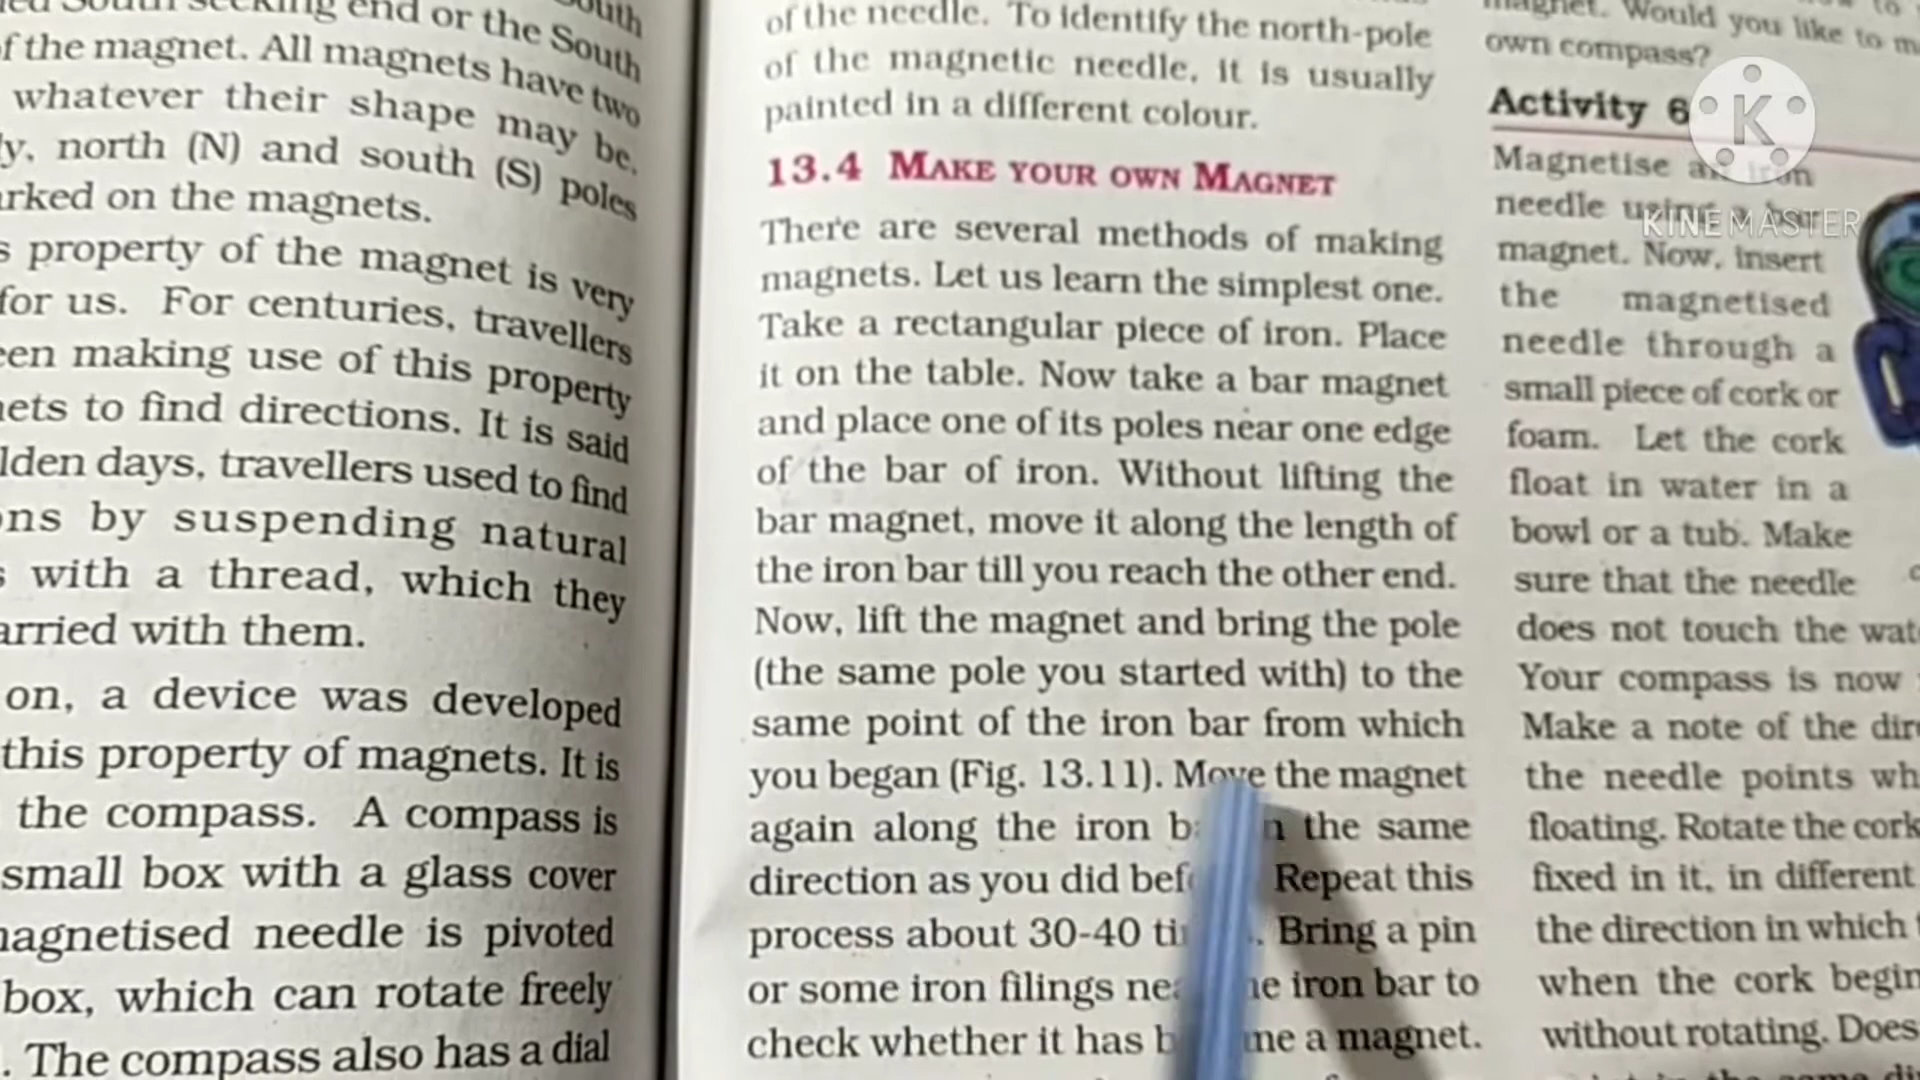 seeking end or the South
of the magnet. All magnets have two
whatever their shape may be.
north (N) and south (S) poles
on the magnets.
property of the magnet is very
for us. For centuries, travellers
making use of this property
to find directions. It is said
days, travellers used to find
by suspending natural
with a thread, which they
with them.
on, a device was developed
this property of magnets. It is
the compass. A compass is
small box with a glass cover
magnetised needle is pivoted
box, which can rotate freely
. The compass also has a dial
of the needle. To identify the north-pole
of the magnetic needle, it is usually
painted in a different colour.
13.4 MAKE YOUR OWN MAGNET
There are several methods of making
magnets. Let us learn the simplest one.
Take a rectangular piece of iron. Place
it on the table. Now take a bar magnet
and place one of its poles near one edge
of the bar of iron. Without lifting the
bar magnet, move it along the length of
the iron bar till you reach the other end.
Now, lift the magnet and bring the pole
(the same pole you started with) to the
same point of the iron bar from which
you began (Fig. 13.11). Move the magnet
again along the iron the same
direction as you did Repeat this
process about 30-40 Bring a pin
or some iron filings iron bar to
check whether it has a magnet.
magnet. Would you like to
own compass?
Activity 6
Magnetise an iron
needle using a bar
magnet. Now, insert
the magnetised
needle through a
small piece of cork or
foam. Let the cork
float in water in a
bowl or a tub. Make
sure that the needle
does not touch the
Your compass is now
Make a note of the
the needle points
floating. Rotate the cork
fixed in it, in different
the direction in which
when the cork
without rotating. Does
K
KINEMASTER